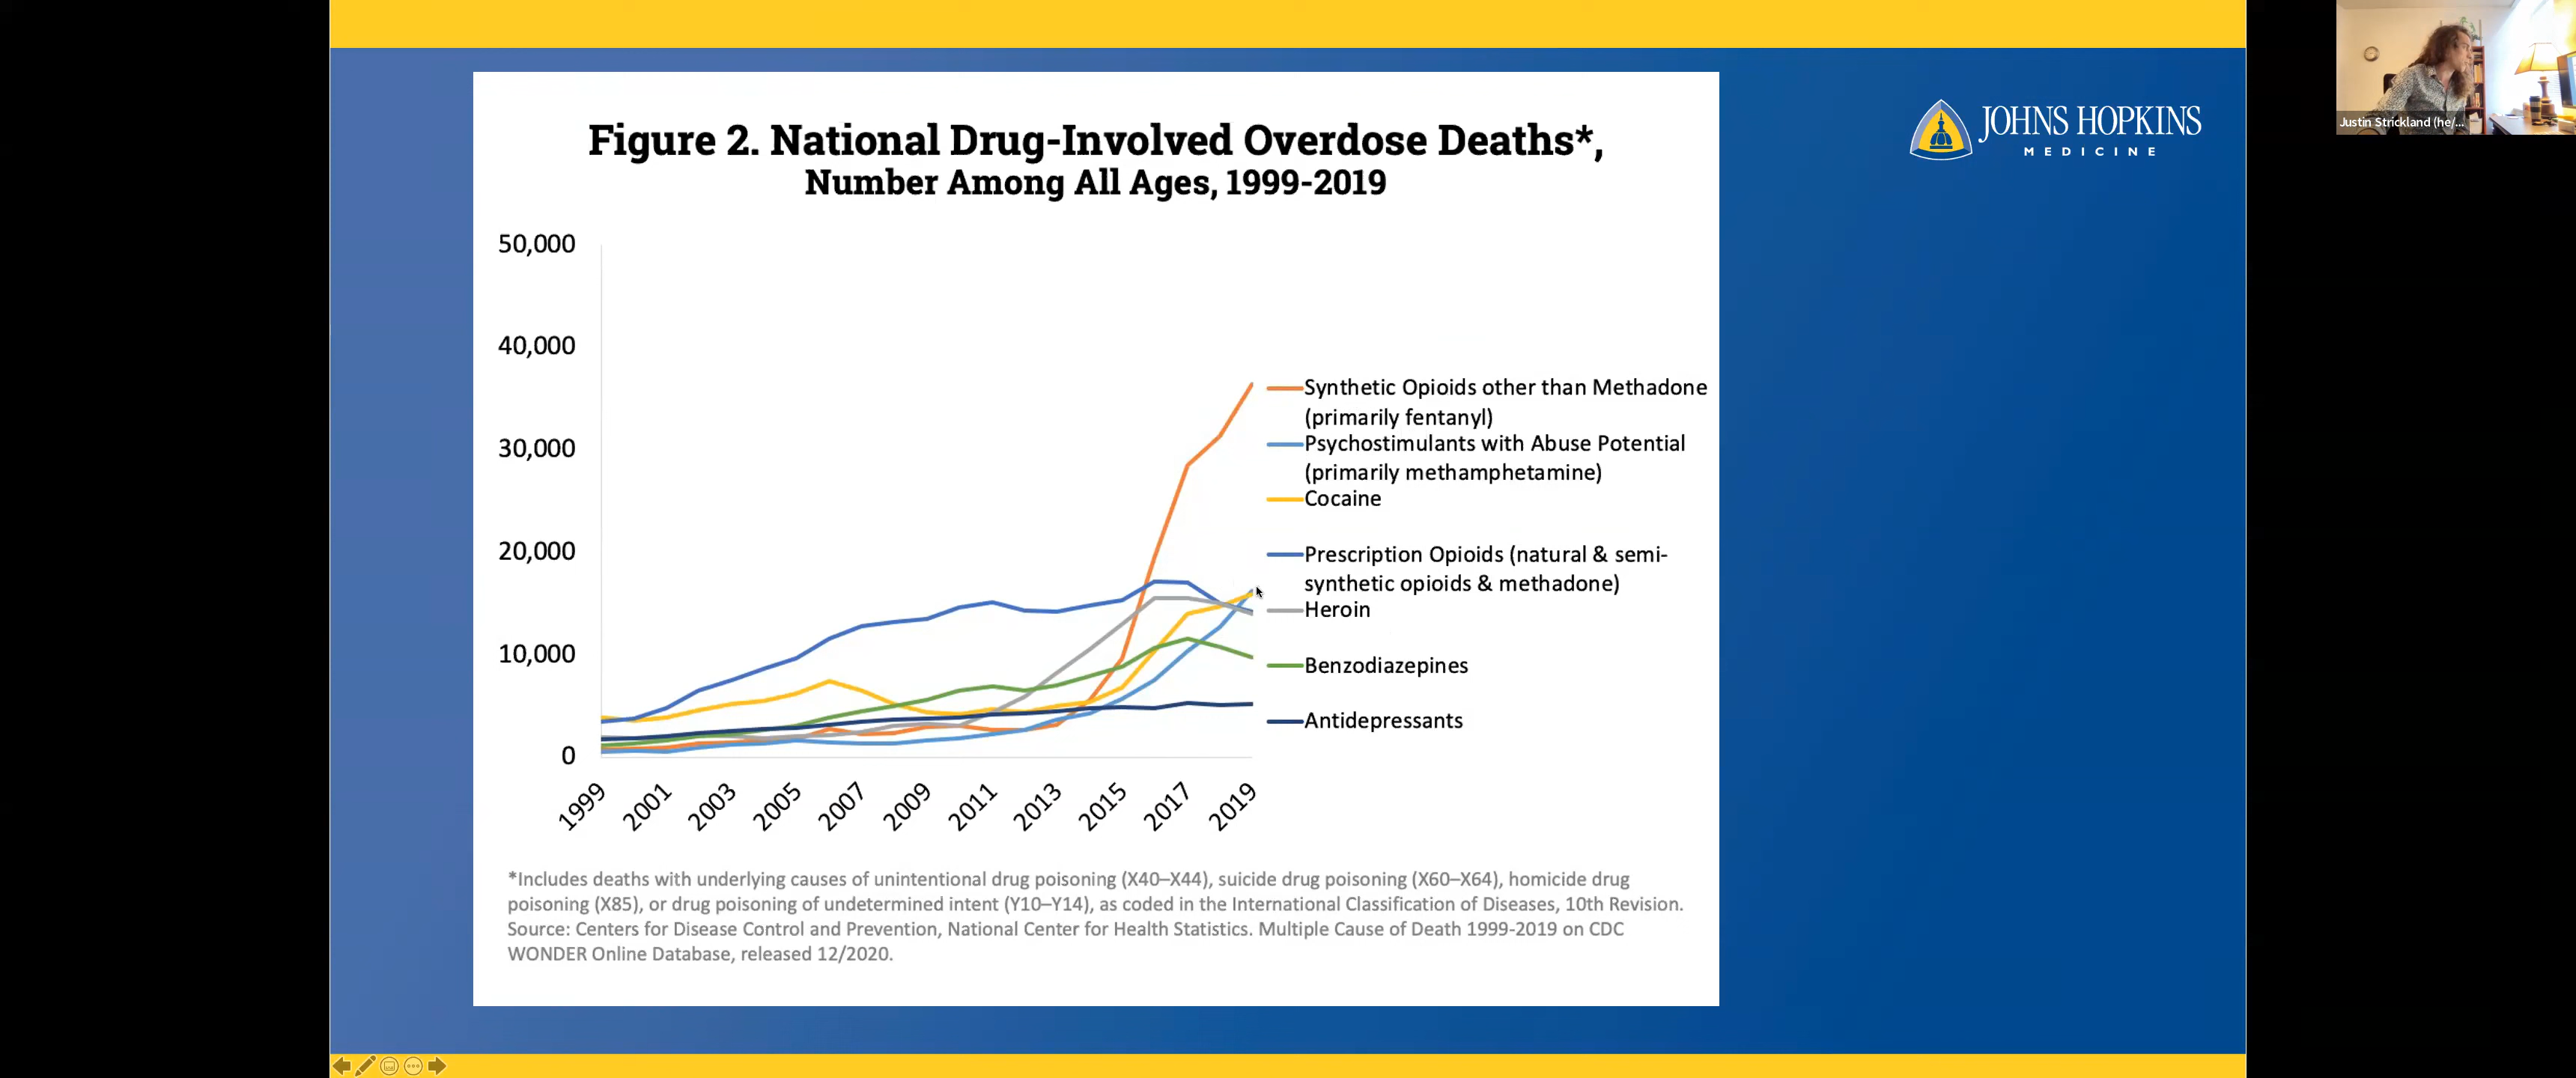 Figure 2. National Drug-Involved Overdose Deaths*,
Number Among All Ages, 1999-2019
50,000
40,000
30,000
20,000
10,000
0
1999
2001
2003
2005
2007
2009
2011
2013
2015
2017
2019
Synthetic Opioids other than Methadone
(primarily fentanyl)
Psychostimulants with Abuse Potential
(primarily methamphetamine)
Cocaine
Prescription Opioids (natural & semi-
synthetic opioids & methadone)
Heroin
Benzodiazepines
Antidepressants
*Includes deaths with underlying causes of unintentional drug poisoning (X40–X44), suicide drug poisoning (X60–X64), homicide drug
poisoning (X85), or drug poisoning of undetermined intent (Y10–Y14), as coded in the International Classification of Diseases, 10th Revision.
Source: Centers for Disease Control and Prevention, National Center for Health Statistics. Multiple Cause of Death 1999-2019 on CDC
WONDER Online Database, released 12/2020.
JOHNS HOPKINS
MEDICINE
Justin Strickland (he/...